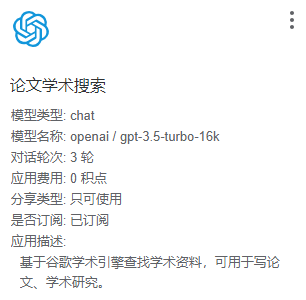 论文学术搜索
模型类型: chat
模型名称: openai / gpt-3.5-turbo-16k
对话轮次: 3 轮
应用费用: 0 积点
分享类型: 只可使用
是否订阅: 已订阅
应用描述:
基于谷歌学术引擎查找学术资料，可用于写论
文、学术研究。